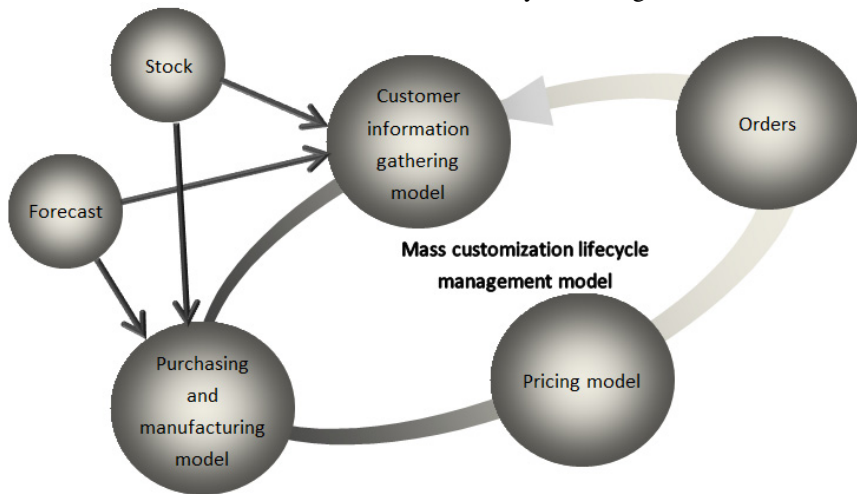 Stock
Customer
information
gathering
model
Orders
Forecast
Mass customization lifecycle
management model
Purchasing
and
manufacturing
model
Pricing model